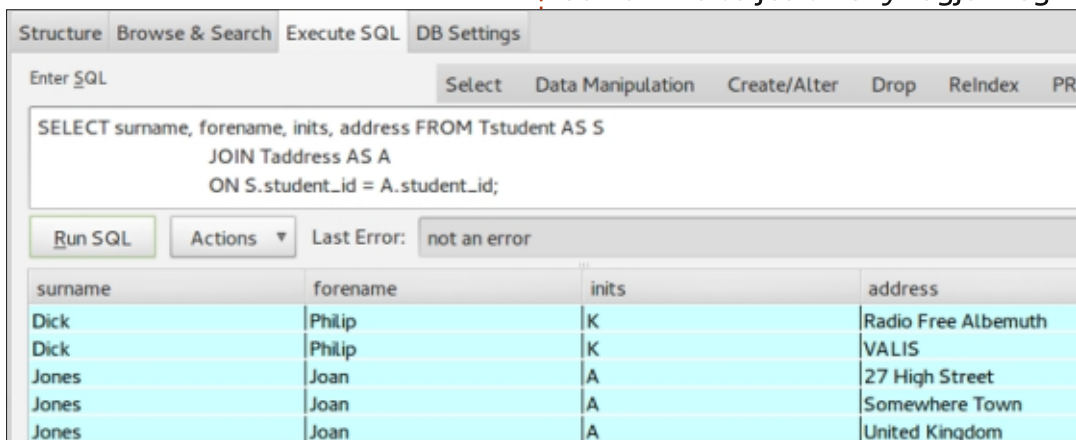 Structure Browse & Search Execute SQL DB Settings
Enter SQL
Select Data Manipulation Create/Alter Drop ReIndex PR
SELECT surname, forename, inits, address FROM Tstudent AS S
JOIN Taddress AS A
ON S.student_id = A.student_id;
Run SQL Actions Last Error: not an error
surname forename inits address
Dick Philip K Radio Free Albemuth
Dick Philip K VALIS
Jones Joan A 27 High Street
Jones Joan A Somewhere Town
Jones Joan A United Kingdom